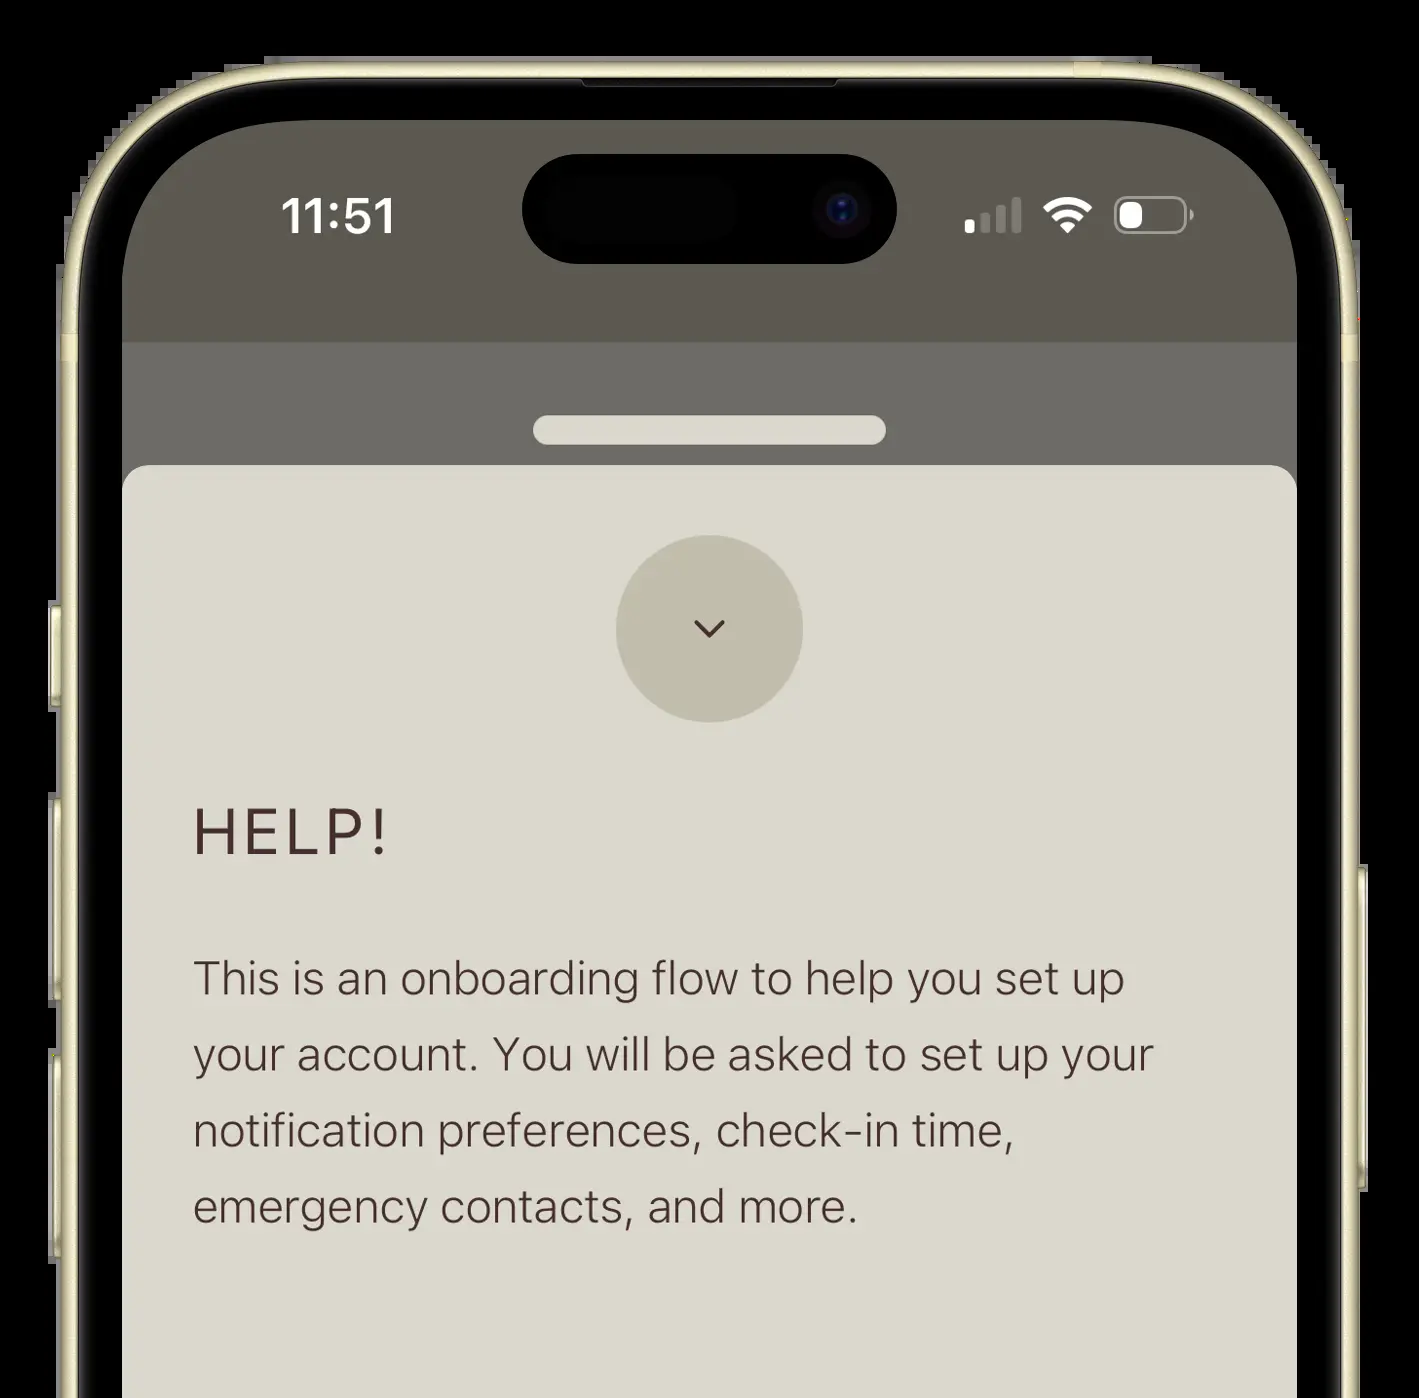 11:51
HELP!
This is an onboarding flow to help you set up
your account. You will be asked to set up your
notification preferences, check-in time,
emergency contacts, and more.